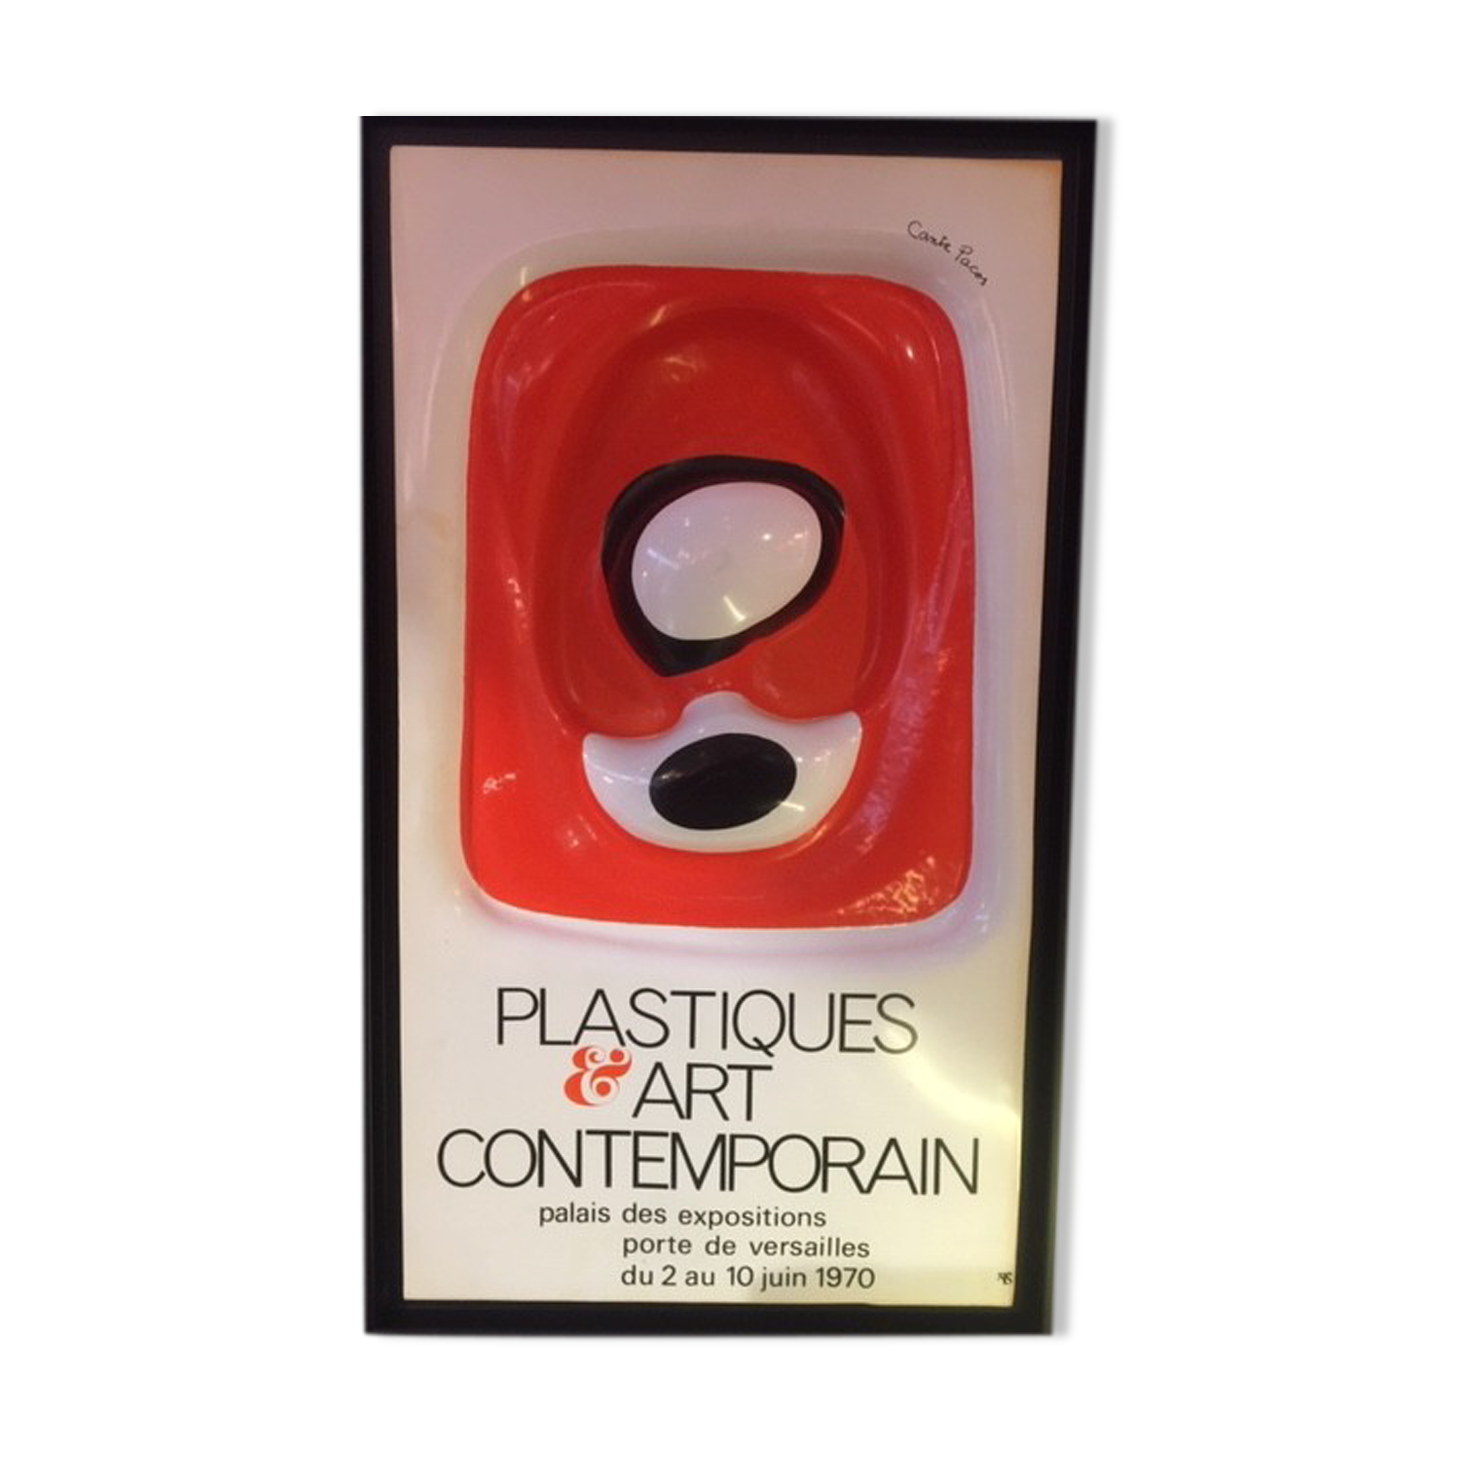 PLASTIQUES
& ART
CONTEMPORAIN
palais des expositions
porte de versailles
du 2 au 10 juin 1970